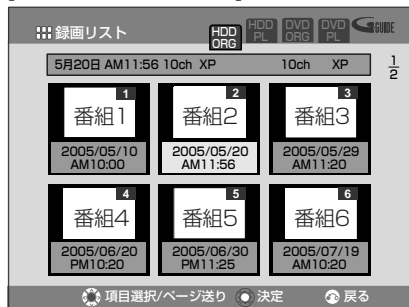 録画リスト
HDD ORG
HDD PL
DVD ORG
DVD PL
GGUIDE
5月20日 AM11:56 10ch XP 10ch XP
1/2
1
番組1
2005/05/10
AM10:00
2
番組2
2005/05/20
AM11:56
3
番組3
2005/05/29
AM11:20
4
番組4
2005/06/20
PM10:20
5
番組5
2005/06/30
PM11:25
6
番組6
2005/07/19
AM10:20
項目選択/ページ送り 決定 戻る